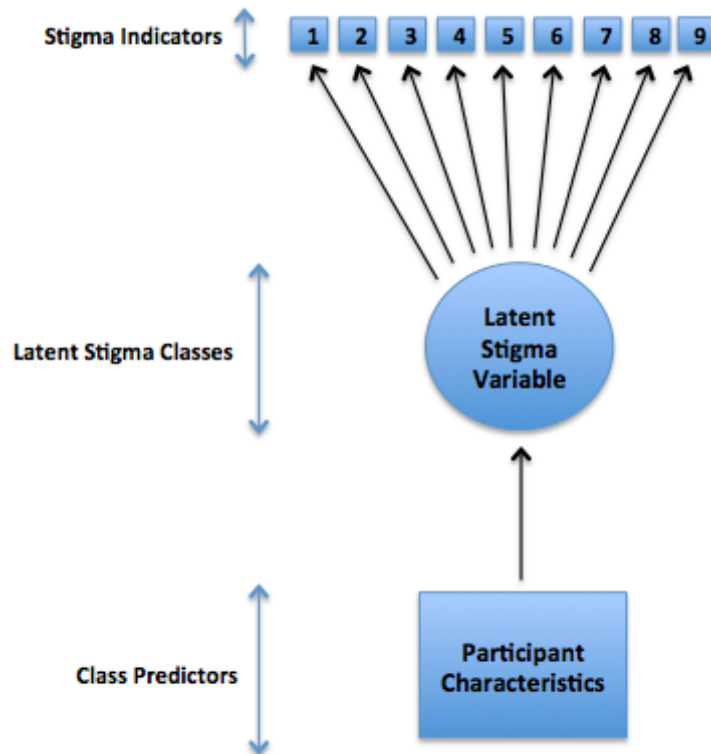 Stigma Indicators
1 2 3 4 5 6 7 8 9
Latent Stigma Classes
Latent
Stigma
Variable
Class Predictors
Participant
Characteristics